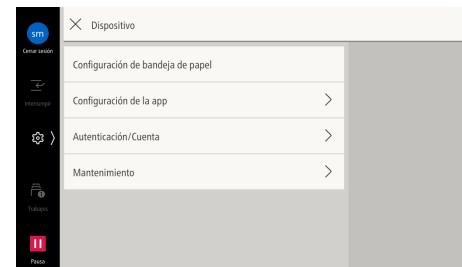 sm
Cerrar sesión
Interrumpir
Trabajos
Pausa
Dispositivo
Configuración de bandeja de papel
Configuración de la app
Autenticación/Cuenta
Mantenimiento